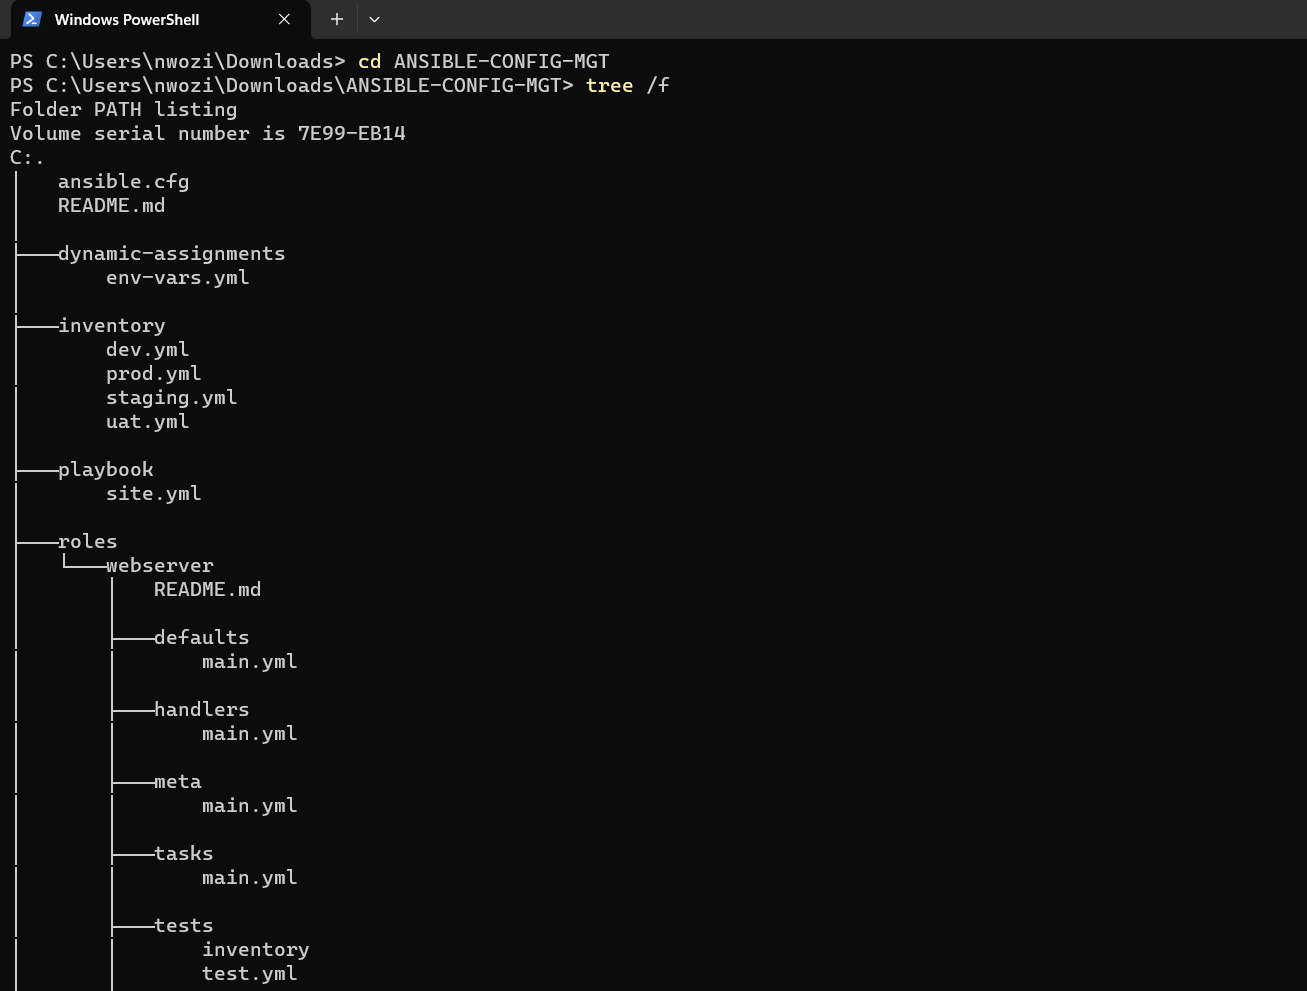 Windows PowerShell
PS C:\Users\nwozi\Downloads> cd ANSIBLE-CONFIG-MGT
PS C:\Users\nwozi\Downloads\ANSIBLE-CONFIG-MGT> tree /f
Folder PATH listing
Volume serial number is 7E99-EB14
C:.
│   ansible.cfg
│   README.md
│
├───dynamic-assignments
│       env-vars.yml
│
├───inventory
│       dev.yml
│       prod.yml
│       staging.yml
│       uat.yml
│
├───playbook
│       site.yml
│
├───roles
│   └───webserver
│       │   README.md
│       │
│       ├───defaults
│       │       main.yml
│       │
│       ├───handlers
│       │       main.yml
│       │
│       ├───meta
│       │       main.yml
│       │
│       ├───tasks
│       │       main.yml
│       │
│       ├───tests
│       │       inventory
│       │       test.yml